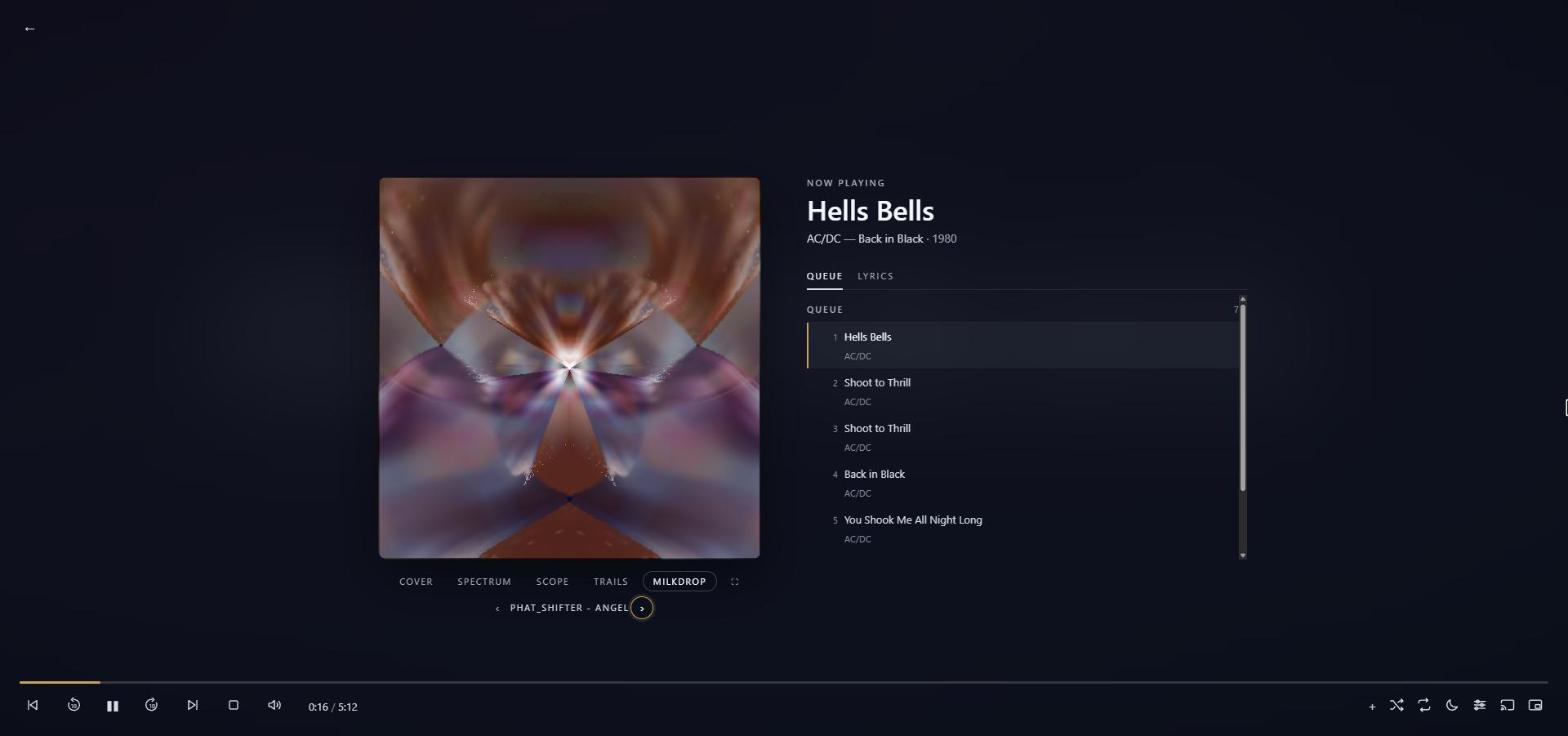 ←
NOW PLAYING
Hells Bells
AC/DC — Back in Black · 1980
QUEUE LYRICS
QUEUE 7
1 Hells Bells
AC/DC
2 Shoot to Thrill
AC/DC
3 Shoot to Thrill
AC/DC
4 Back in Black
AC/DC
5 You Shook Me All Night Long
AC/DC
COVER SPECTRUM SCOPE TRAILS MILKDROP
‹ PHAT_SHIFTER - ANGEL ›
10 10 0:16 / 5:12 +